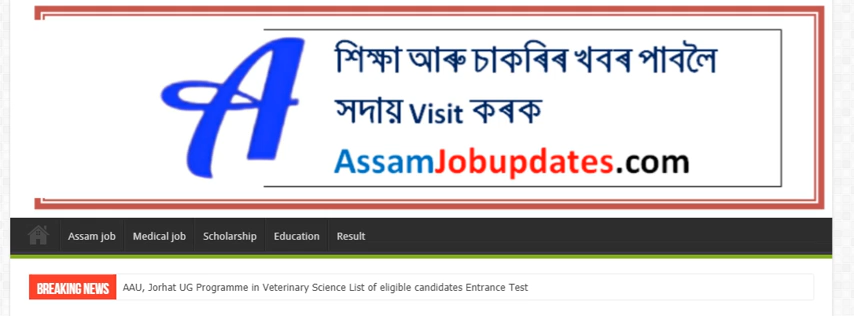 A
শিক্ষা আৰু চাকৰিৰ খবৰ পাবলৈ
সদায় Visit কৰক
AssamJobupdates.com
Assam job Medical job Scholarship Education Result
BREAKING NEWS AAU, Jorhat UG Programme in Veterinary Science List of eligible candidates Entrance Test